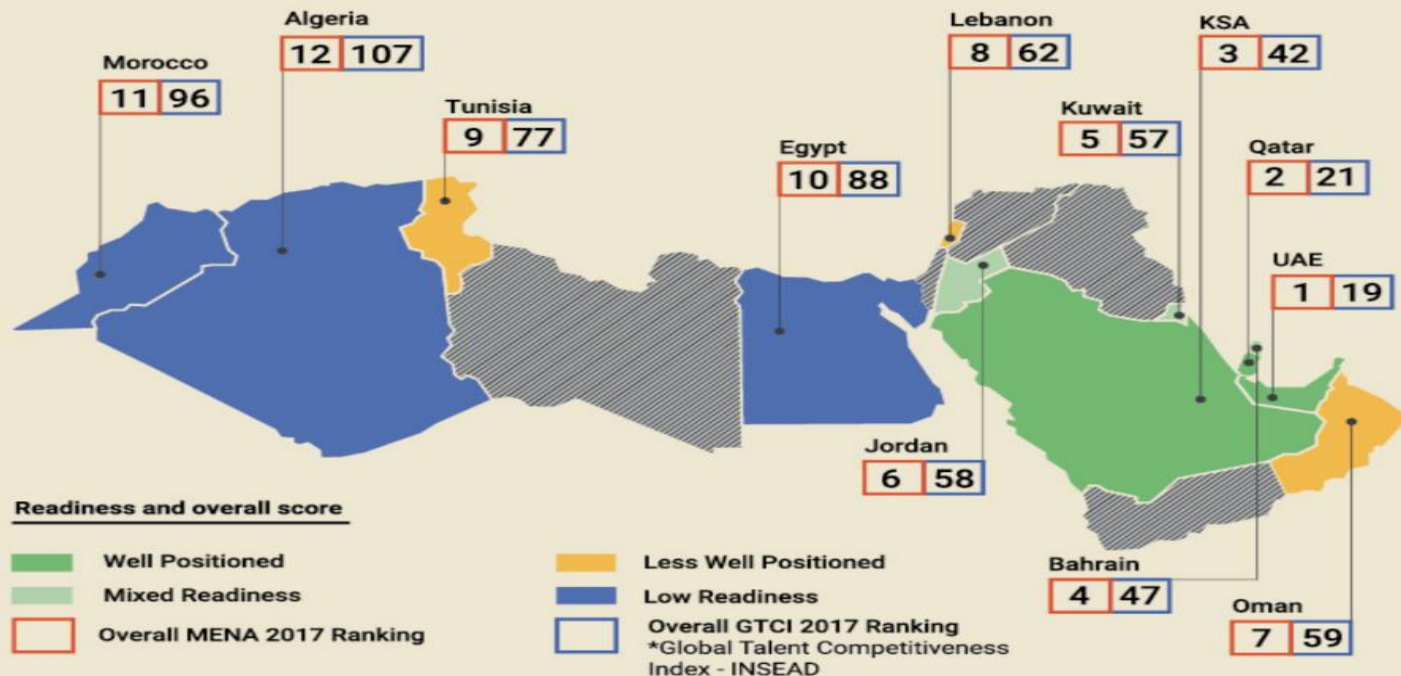 Algeria
12 107
Morocco
11 96
Tunisia
9 77
Egypt
10 88
Lebanon
8 62
KSA
3 42
Kuwait
5 57
Qatar
2 21
UAE
1 19
Jordan
6 58
Bahrain
4 47
Oman
7 59
Readiness and overall score
Well Positioned
Mixed Readiness
Overall MENA 2017 Ranking
Less Well Positioned
Low Readiness
Overall GTCI 2017 Ranking
*Global Talent Competitiveness
Index - INSEAD